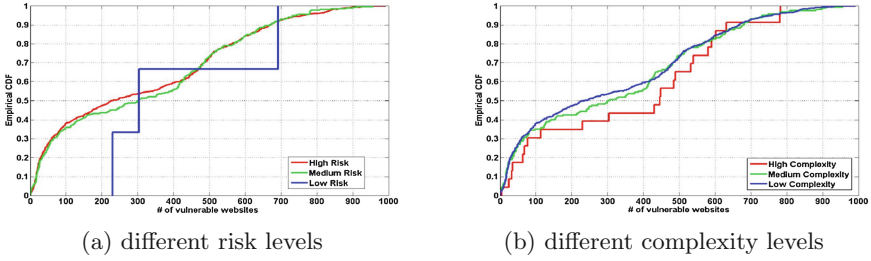 Empirical CDF
1
0.9
0.8
0.7
0.6
0.5
0.4
0.3
0.2
0.1
0
0 100 200 300 400 500 600 700 800 900 1000
# of vulnerable websites
High Risk
Medium Risk
Low Risk
(a) different risk levels
Empirical CDF
1
0.9
0.8
0.7
0.6
0.5
0.4
0.3
0.2
0.1
0
0 100 200 300 400 500 600 700 800 900 1000
# of vulnerable websites
High Complexity
Medium Complexity
Low Complexity
(b) different complexity levels